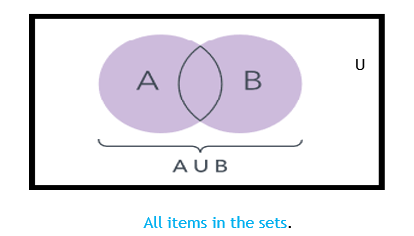 U
A B
A U B
All items in the sets.